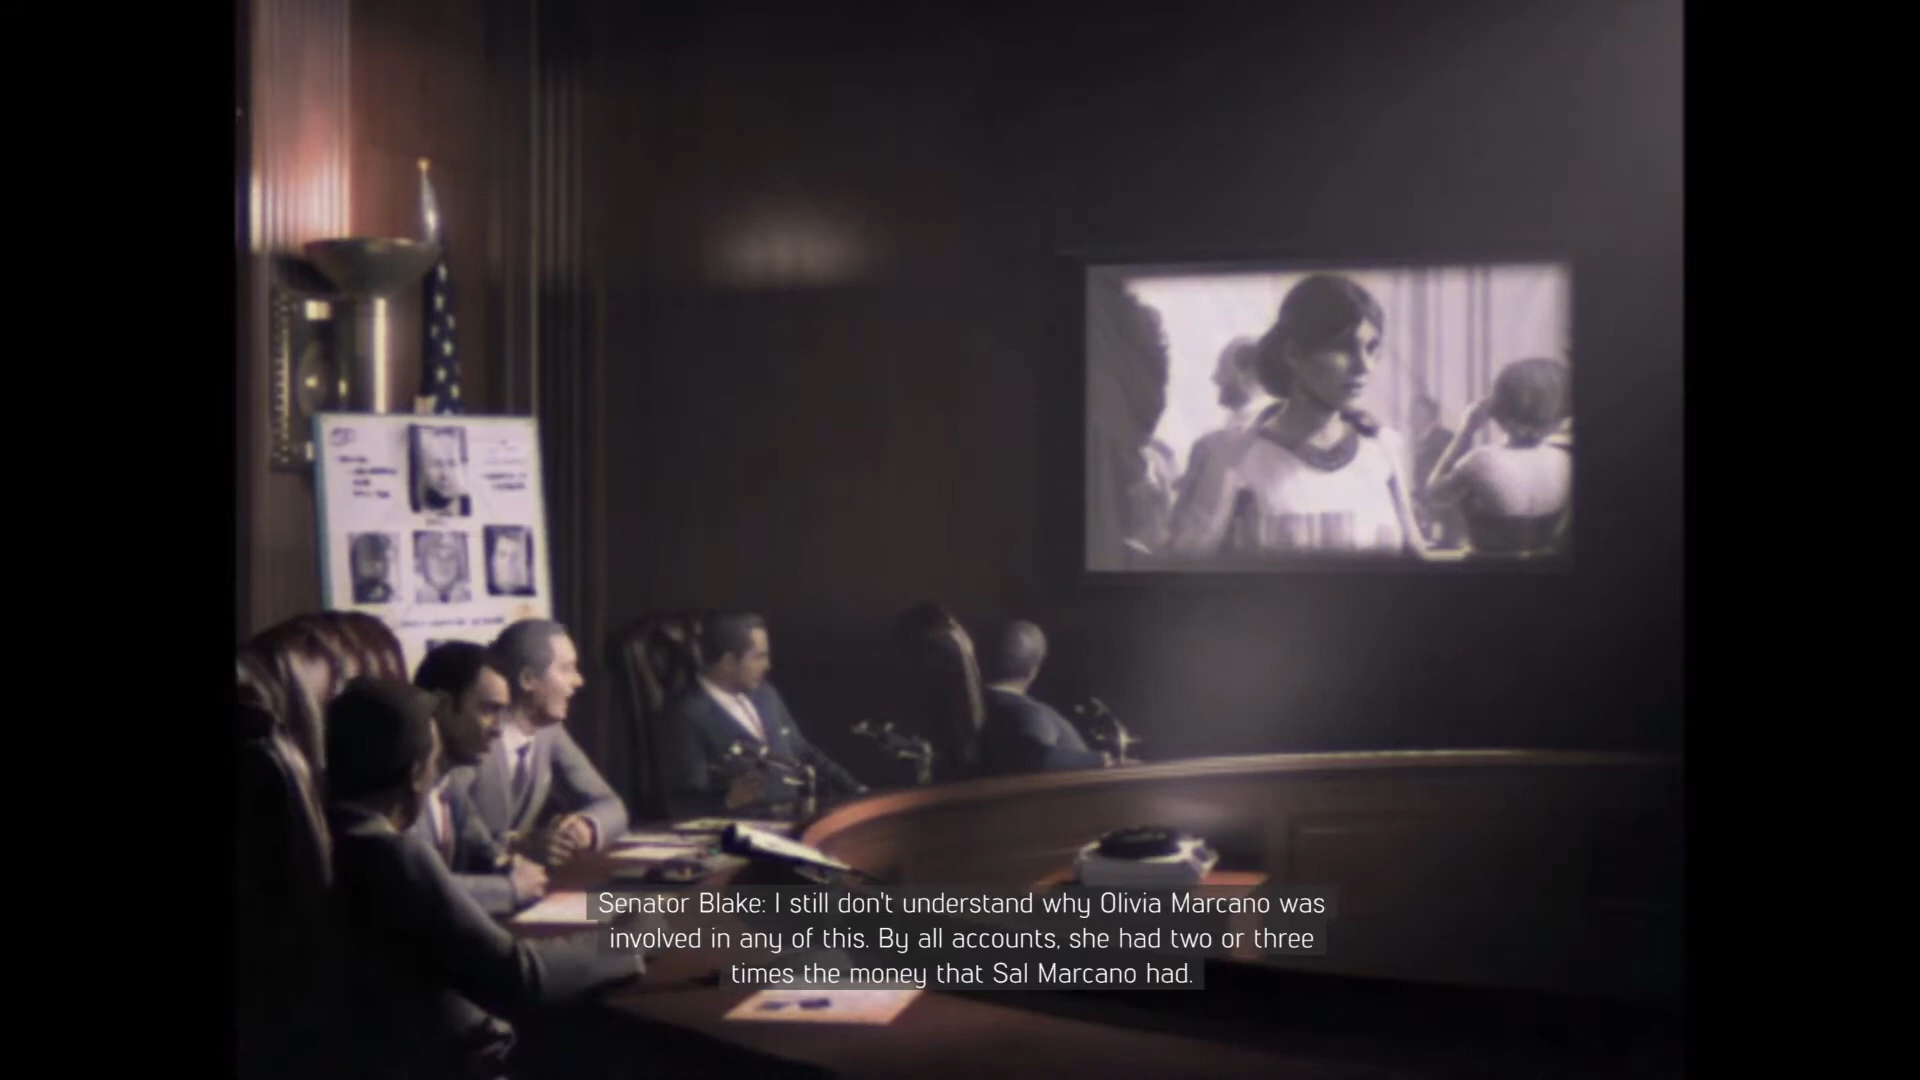 Senator Blake: I still don't understand why Olivia Marcano was
involved in any of this. By all accounts, she had two or three
times the money that Sal Marcano had.